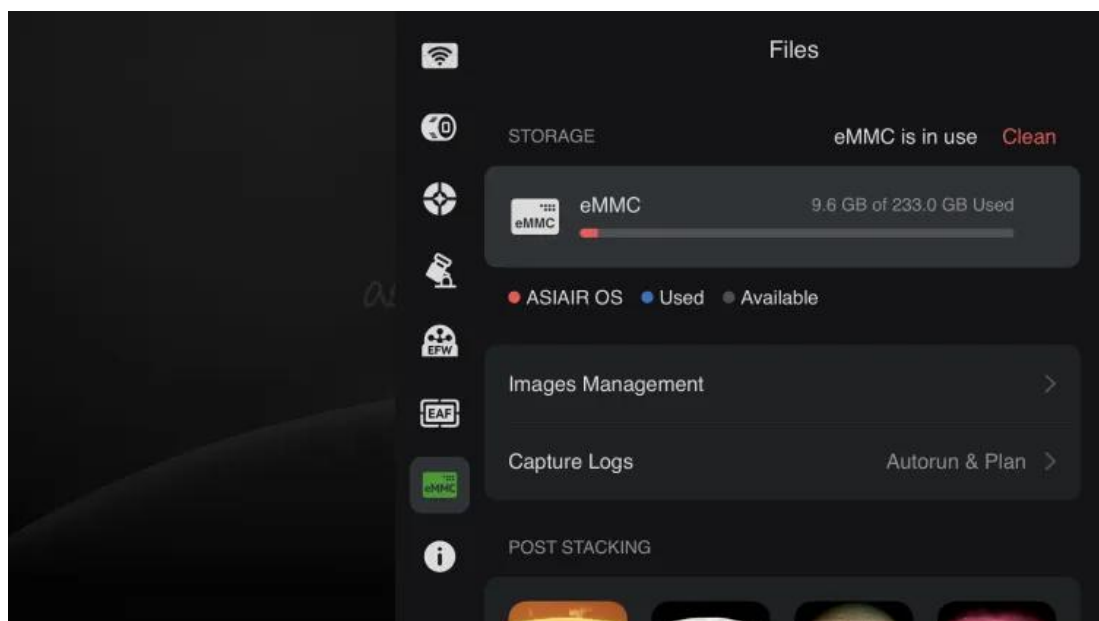 Files
STORAGE eMMC is in use Clean
eMMC 9.6 GB of 233.0 GB Used
eMMC
ASIAIR OS Used Available
EFW
Images Management
EAF
Capture Logs Autorun & Plan
eMMC
POST STACKING